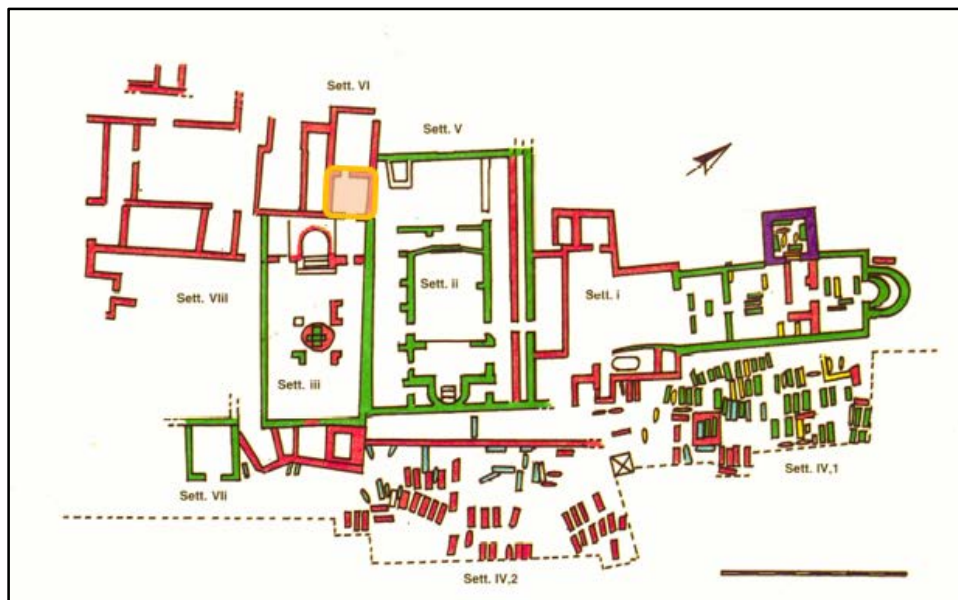 Sett. VI
Sett. V
Sett. VIII
Sett. ii
Sett. i
Sett. iii
Sett. VIi
Sett. IV,1
Sett. IV,2